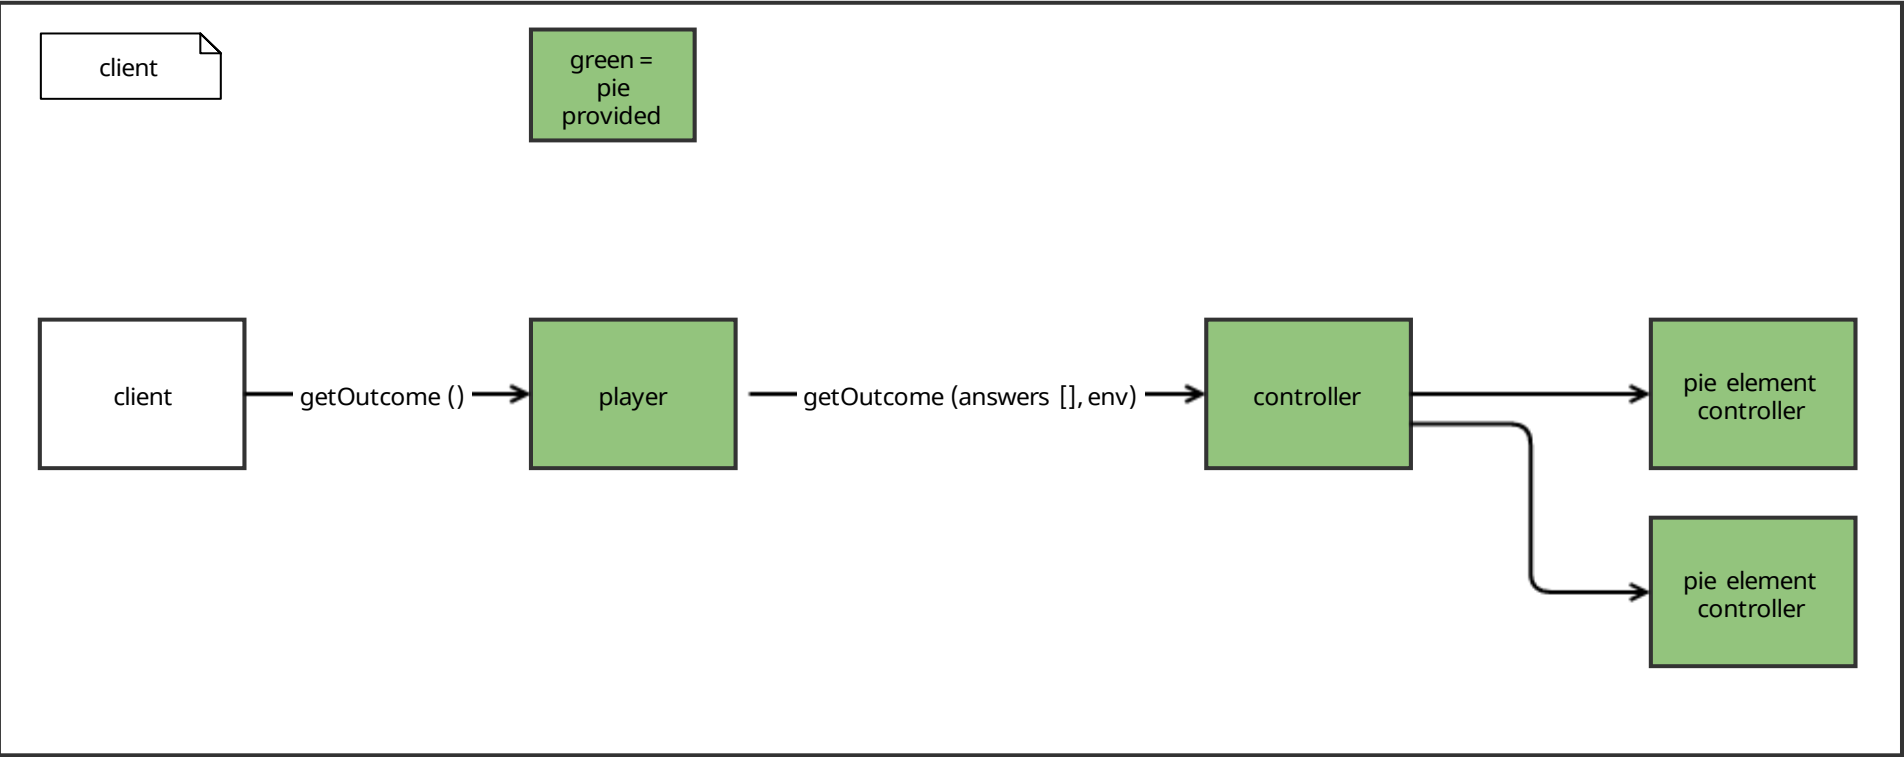 client
green =
pie
provided
client
getOutcome ()
player
getOutcome (answers [], env)
controller
pie element
controller
pie element
controller